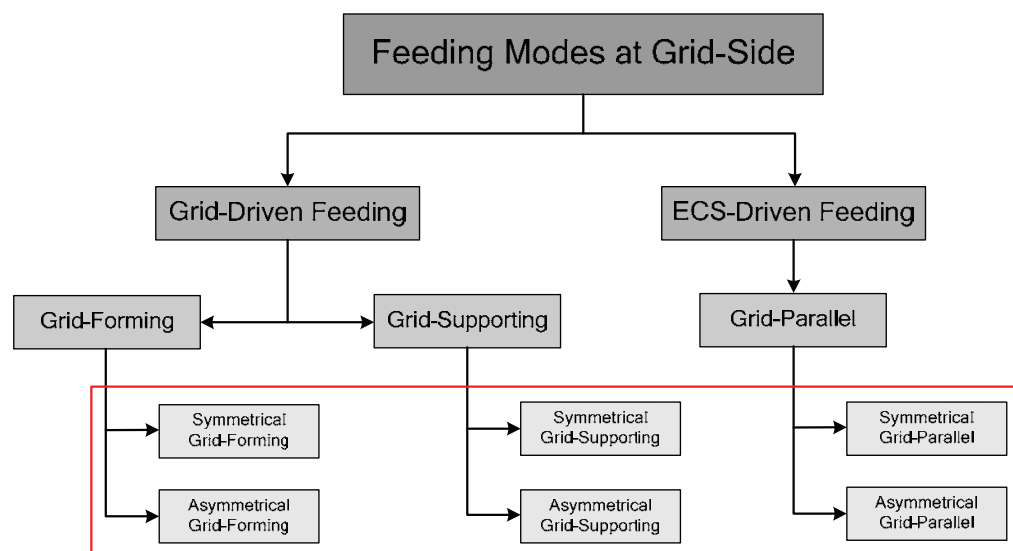 Feeding Modes at Grid-Side
Grid-Driven Feeding
ECS-Driven Feeding
Grid-Forming
Grid-Supporting
Grid-Parallel
Symmetrical
Grid-Forming
Symmetrical
Grid-Supporting
Symmetrical
Grid-Parallel
Asymmetrical
Grid-Forming
Asymmetrical
Grid-Supporting
Asymmetrical
Grid-Parallel